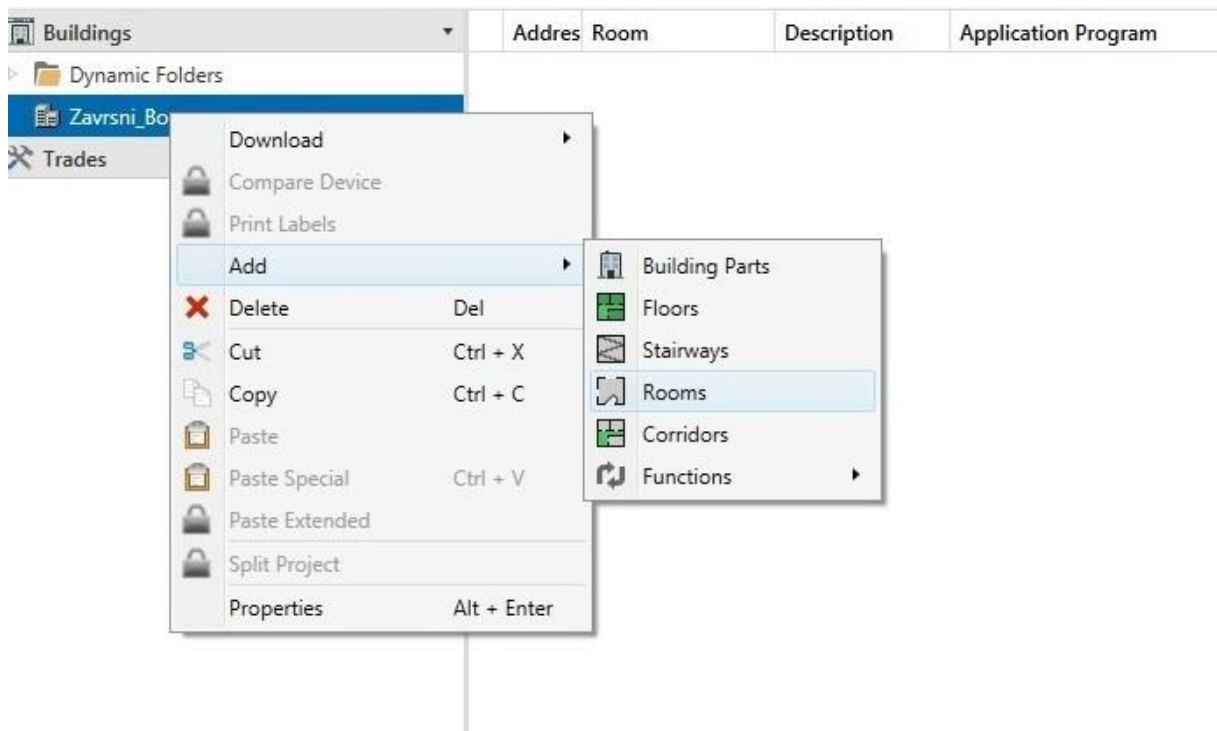 Buildings Addres Room Description Application Program
Dynamic Folders
Zavrsni_Bo
Trades
Download
Compare Device
Print Labels
Add
Delete Del
Cut Ctrl + X
Copy Ctrl + C
Paste
Paste Special Ctrl + V
Paste Extended
Split Project
Properties Alt + Enter
Building Parts
Floors
Stairways
Rooms
Corridors
Functions